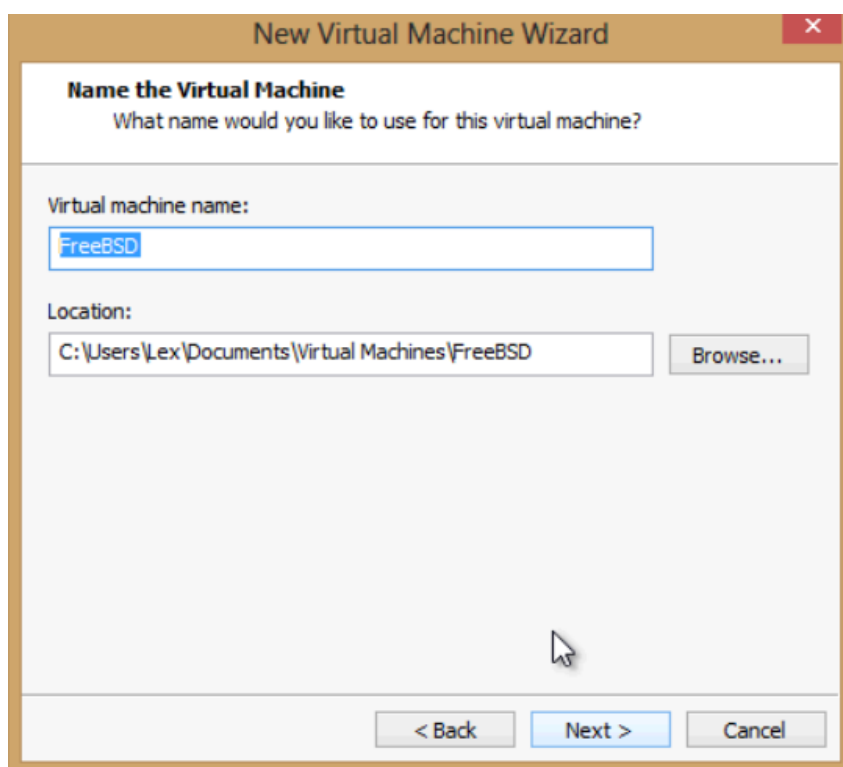 New Virtual Machine Wizard
Name the Virtual Machine
What name would you like to use for this virtual machine?
Virtual machine name:
FreeBSD
Location:
C:\Users\Lex\Documents\Virtual Machines\FreeBSD
Browse...
< Back
Next >
Cancel